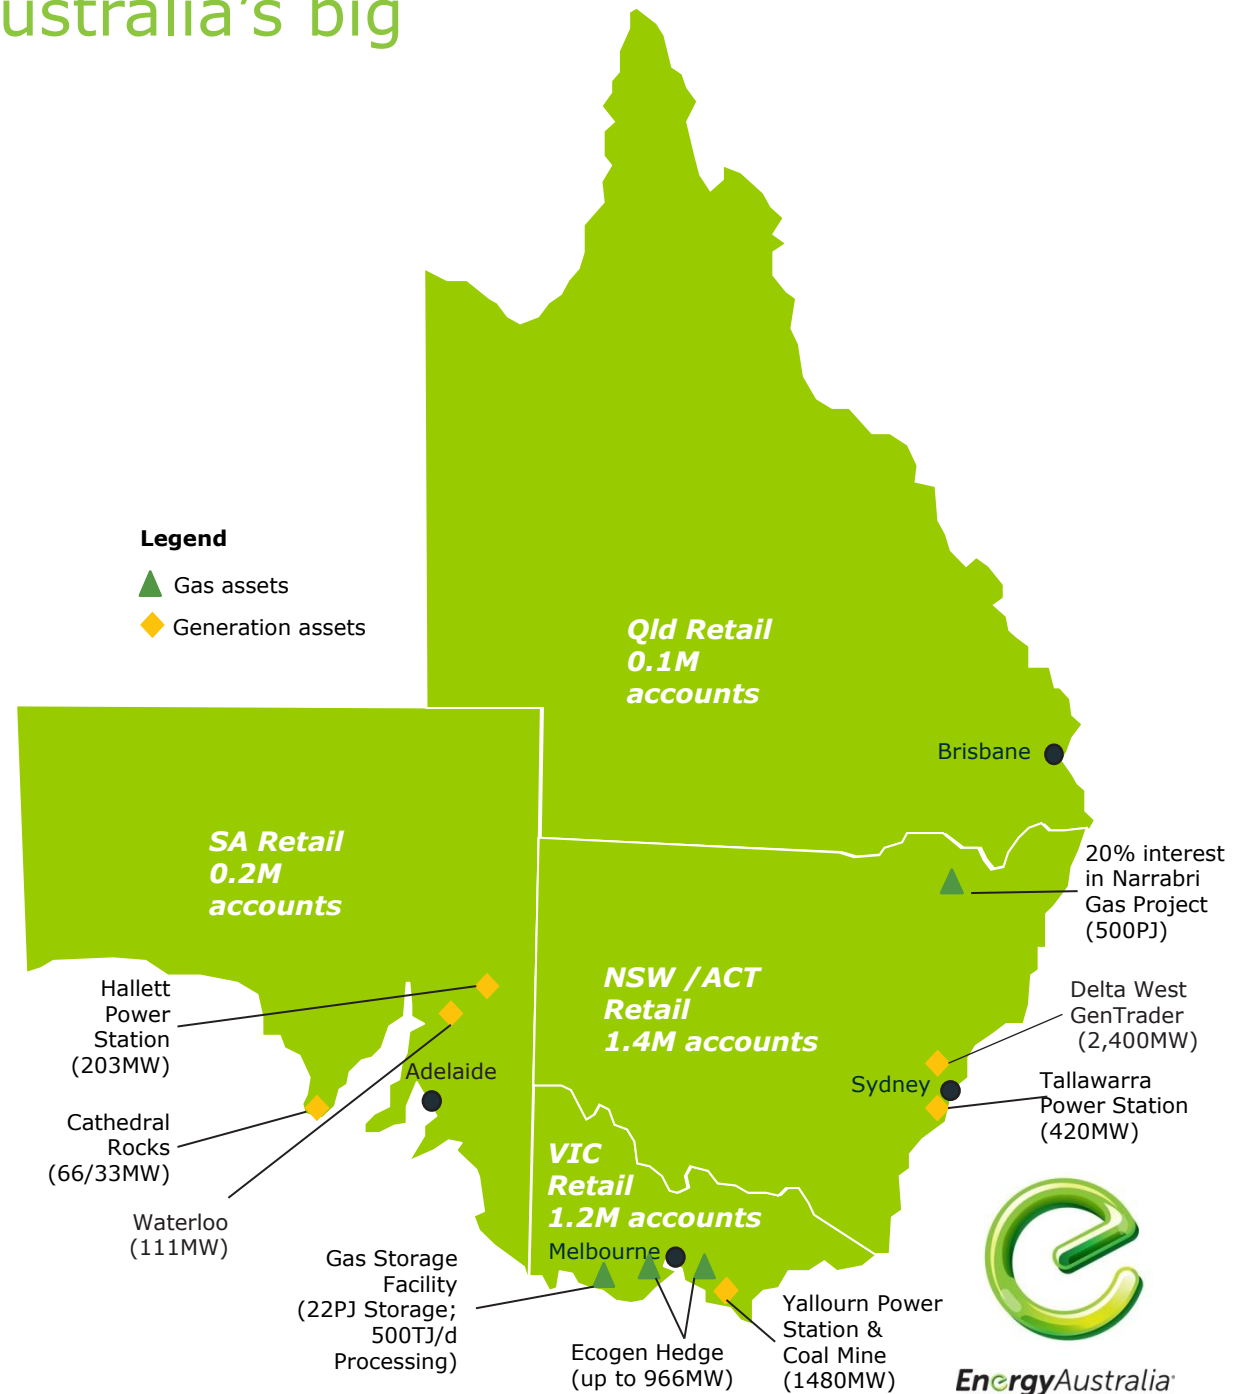 ustralia's big
Legend
Gas assets
Generation assets
Qld Retail
0.1M
accounts
Brisbane
SA Retail
0.2M
accounts
20% interest
in Narrabri
Gas Project
(500PJ)
NSW /ACT
Retail
1.4M accounts
Hallett
Power
Station
(203MW)
Delta West
GenTrader
(2,400MW)
Adelaide
Sydney
Tallawarra
Power Station
(420MW)
Cathedral
Rocks
(66/33MW)
VIC
Retail
1.2M accounts
Waterloo
(111MW)
Melbourne
Gas Storage
Facility
(22PJ Storage;
500TJ/d
Processing)
Ecogen Hedge
(up to 966MW)
Yallourn Power
Station &
Coal Mine
(1480MW)
EnergyAustralia